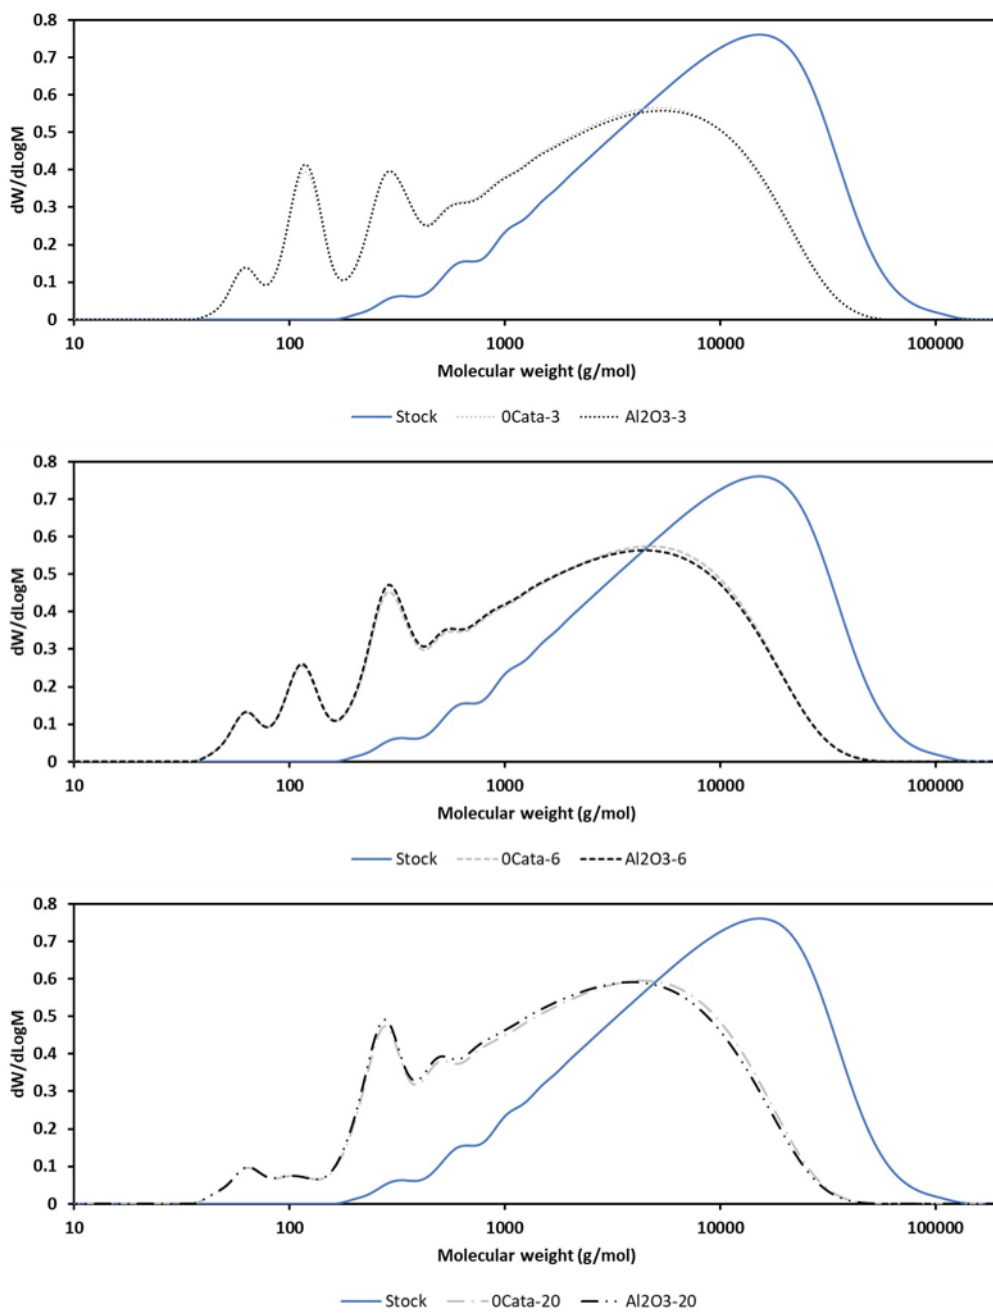 0.8
0.7
0.6
0.5
0.4
0.3
0.2
0.1
0
dW/dLogM
10 100 1000 10000 100000
Molecular weight (g/mol)
Stock 0Cata-3 Al2O3-3
0.8
0.7
0.6
0.5
0.4
0.3
0.2
0.1
0
dW/dLogM
10 100 1000 10000 100000
Molecular weight (g/mol)
Stock 0Cata-6 Al2O3-6
0.8
0.7
0.6
0.5
0.4
0.3
0.2
0.1
0
dW/dLogM
10 100 1000 10000 100000
Molecular weight (g/mol)
Stock 0Cata-20 Al2O3-20